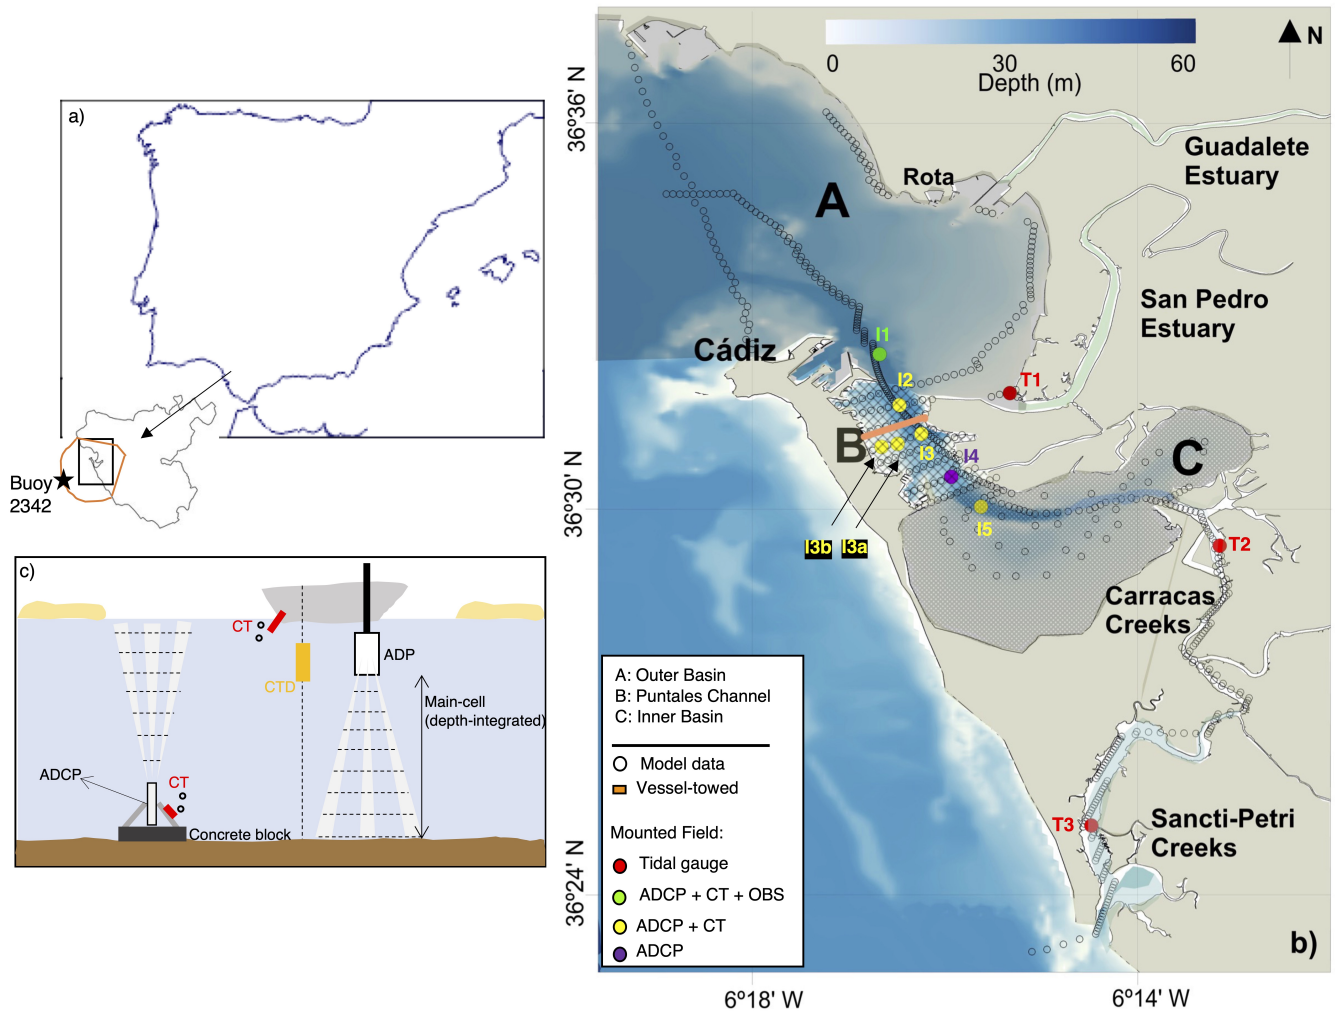 a)
Buoy
2342
c)
CT
CTD
ADP
Main-cell
(depth-integrated)
ADCP
CT
Concrete block
0
30
60
Depth (m)
N
36°36' N
36°30' N
36°24' N
6°18' W
6°14' W
Guadalete
Estuary
Rota
A
San Pedro
Estuary
Cádiz
I1
I2
T1
B
I3
I4
C
I5
I3b
I3a
T2
Carracas
Creeks
T3
Sancti-Petri
Creeks
A: Outer Basin
B: Puntales Channel
C: Inner Basin
Model data
Vessel-towed
Mounted Field:
Tidal gauge
ADCP + CT + OBS
ADCP + CT
ADCP
b)